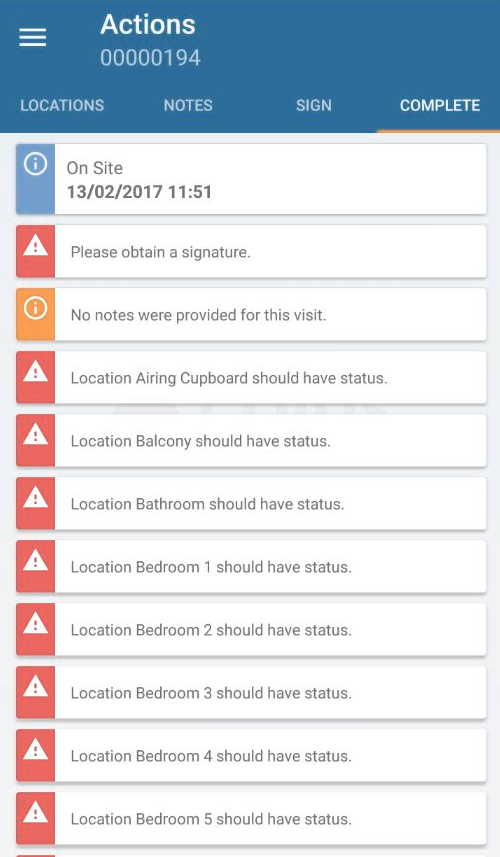 Actions
00000194
LOCATIONS NOTES SIGN COMPLETE
On Site
13/02/2017 11:51
Please obtain a signature.
No notes were provided for this visit.
Location Airing Cupboard should have status.
Location Balcony should have status.
Location Bathroom should have status.
Location Bedroom 1 should have status.
Location Bedroom 2 should have status.
Location Bedroom 3 should have status.
Location Bedroom 4 should have status.
Location Bedroom 5 should have status.